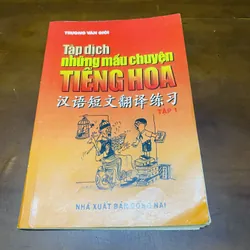 TRƯƠNG VĂN GIỚI
Tập dịch
những mẩu chuyện
TIẾNG HOA
汉语短文翻译练习
TẬP 1
NHÀ XUẤT BẢN